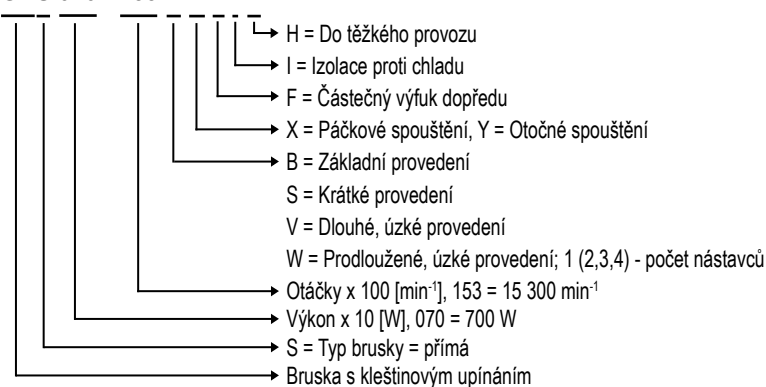 H = Do těžkého provozu
I = Izolace proti chladu
F = Částečný výfuk dopředu
X = Páčkové spouštění, Y = Otočné spouštění
B = Základní provedení
S = Krátké provedení
V = Dlouhé, úzké provedení
W = Prodloužené, úzké provedení; 1 (2,3,4) - počet nástavců
Otáčky x 100 [min⁻¹], 153 = 15 300 min⁻¹
Výkon x 10 [W], 070 = 700 W
S = Typ brusky = přímá
Bruska s kleštinovým upínáním